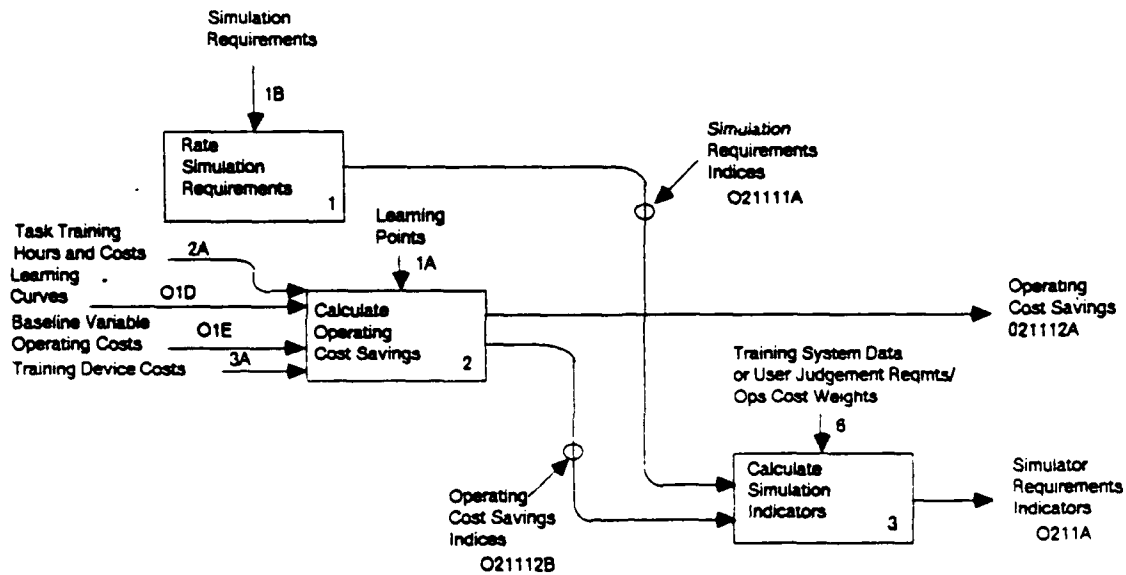 Simulation
Requirements
1B
Rate
Simulation
Requirements
1
Simulation
Requirements
Indices
O21111A
Task Training
Hours and Costs
2A
Learning
Curves
O1D
Baseline Variable
Operating Costs
O1E
Training Device Costs
3A
Learning
Points
1A
Calculate
Operating
Cost Savings
2
Operating
Cost Savings
021112A
Training System Data
or User Judgement Reqmts/
Ops Cost Weights
6
Operating
Cost Savings
Indices
O21112B
Calculate
Simulation
Indicators
3
Simulator
Requirements
Indicators
O211A